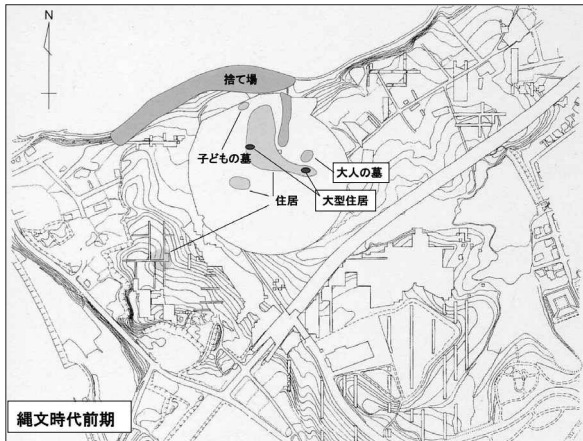 N
捨て場
子どもの墓
大人の墓
住居
大型住居
縄文時代前期